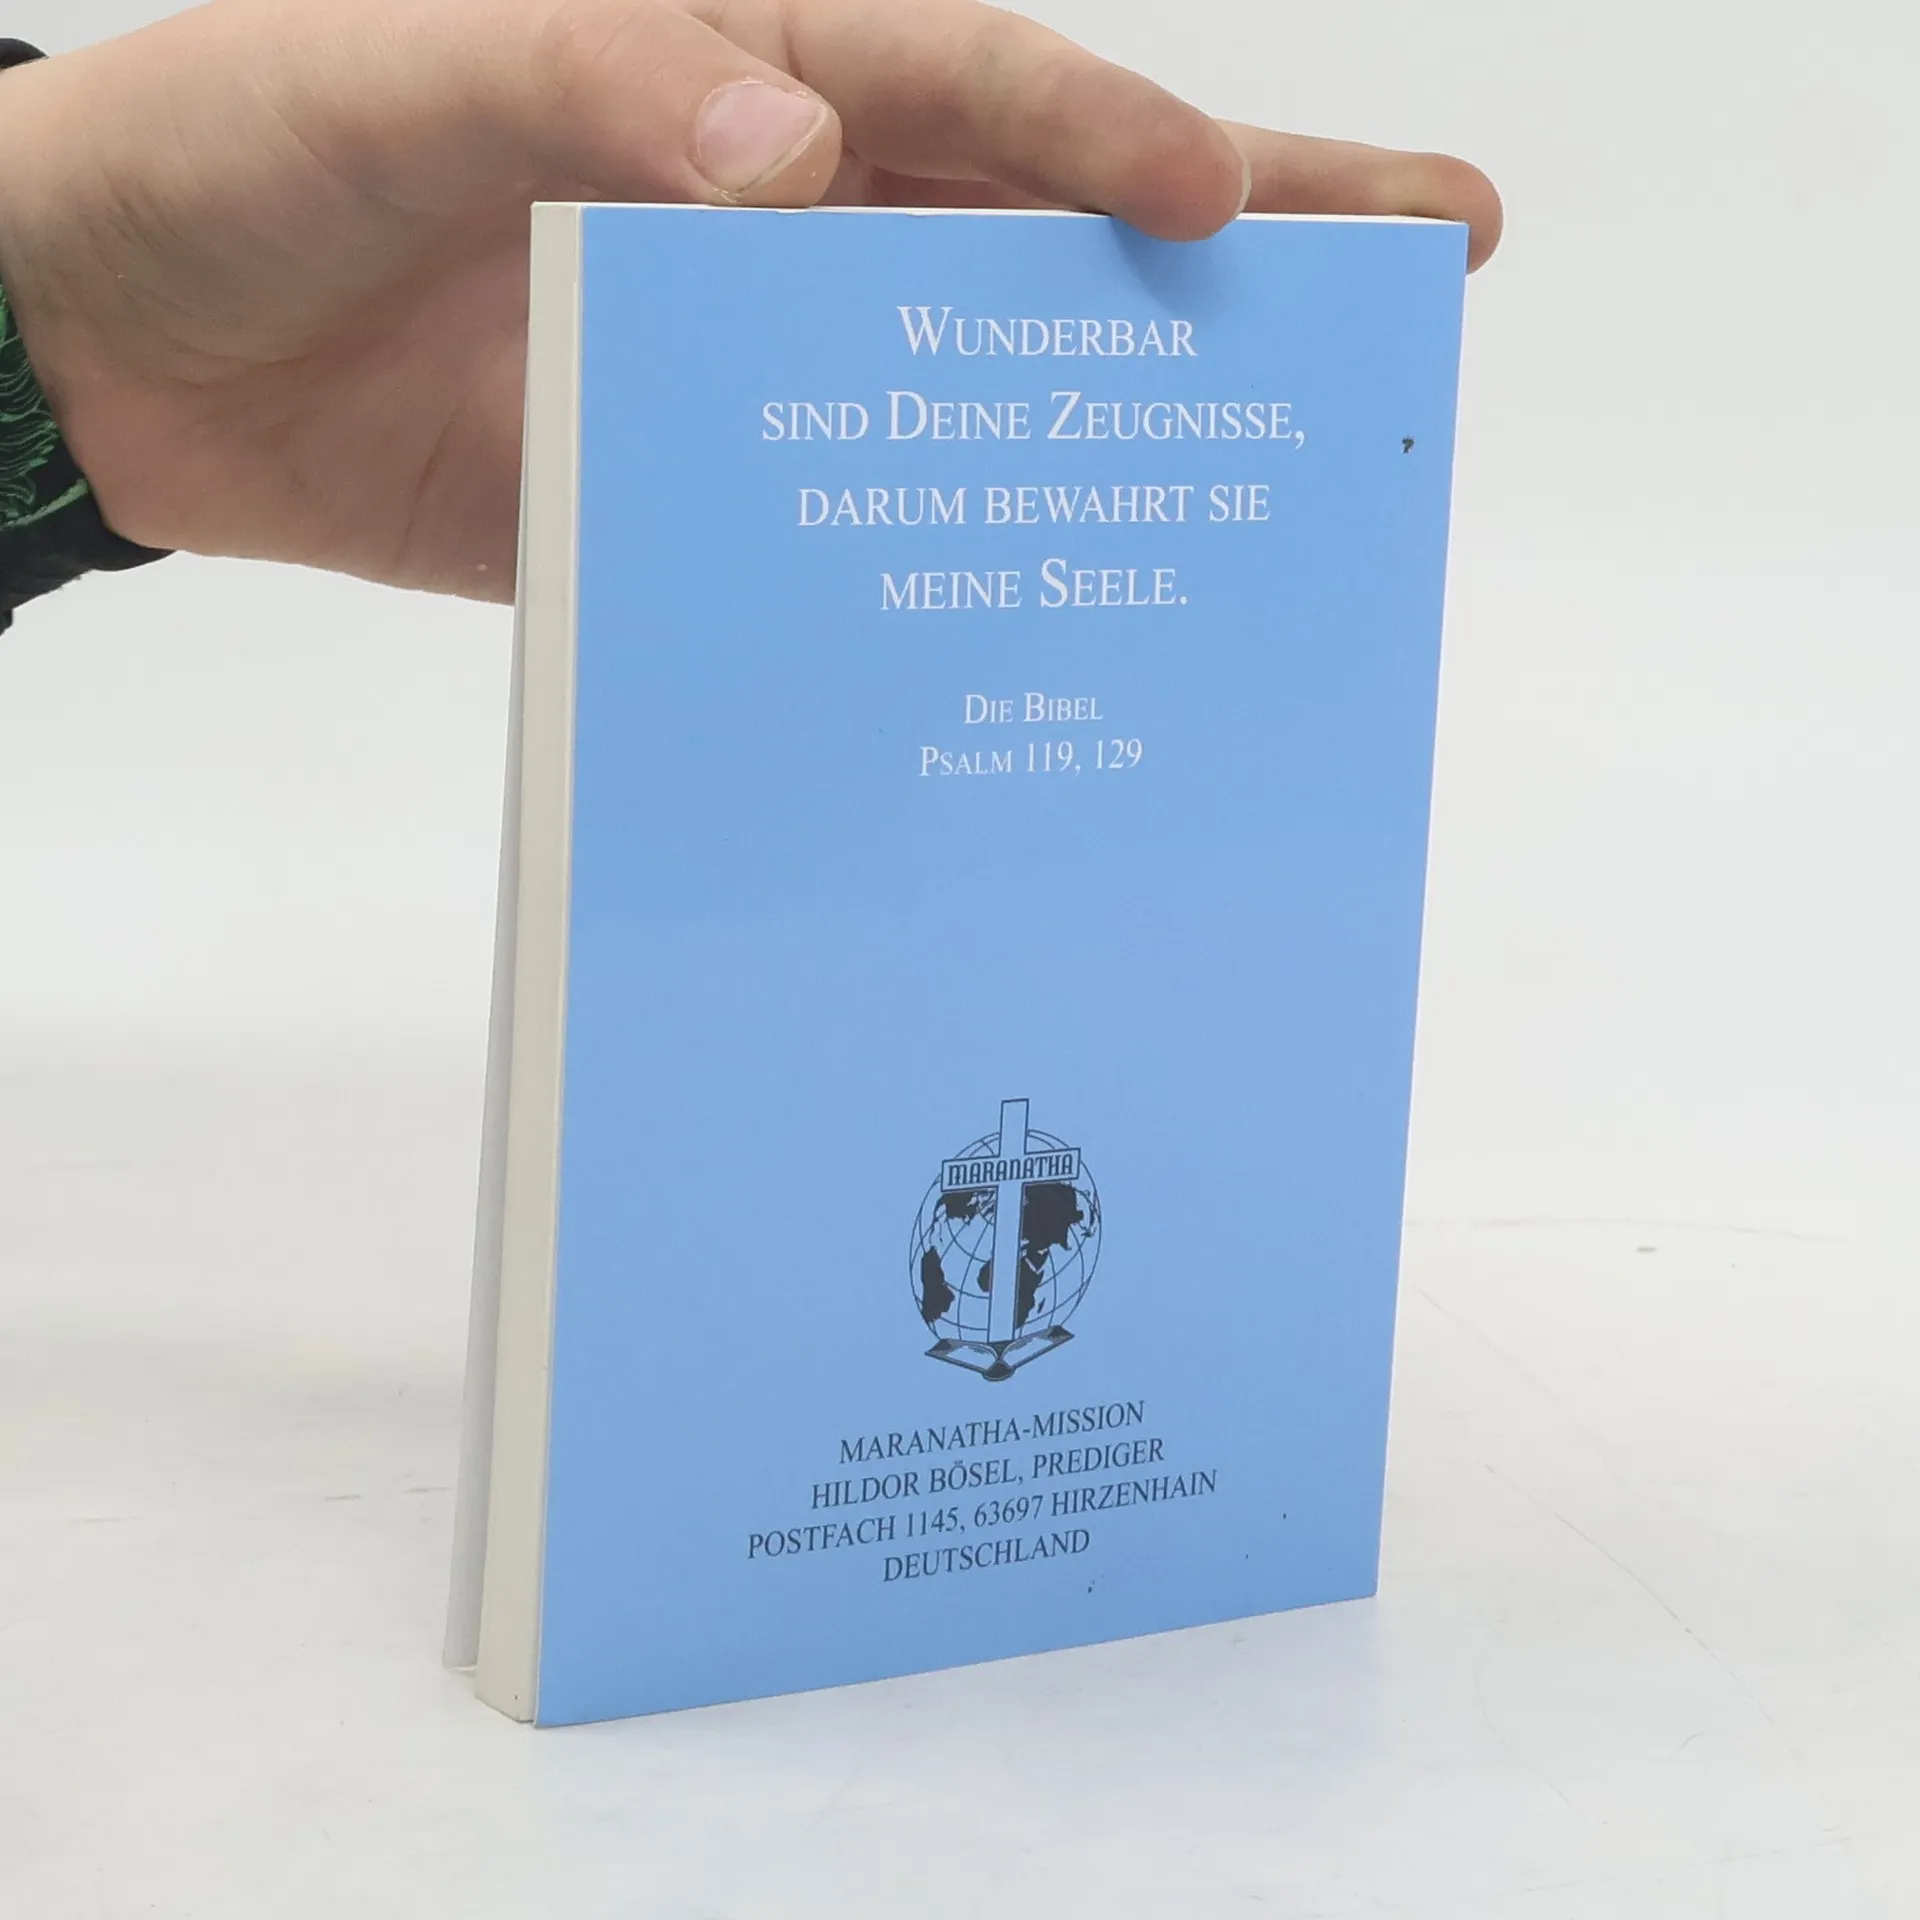 WUNDERBAR
SIND DEINE ZEUGNISSE,
DARUM BEWAHRT SIE
MEINE SEELE.
DIE BIBEL
PSALM 119, 129
MARANATHA
MARANATHA-MISSION
HILDOR BÖSEL, PREDIGER
POSTFACH 1145, 63697 HIRZENHAIN
DEUTSCHLAND